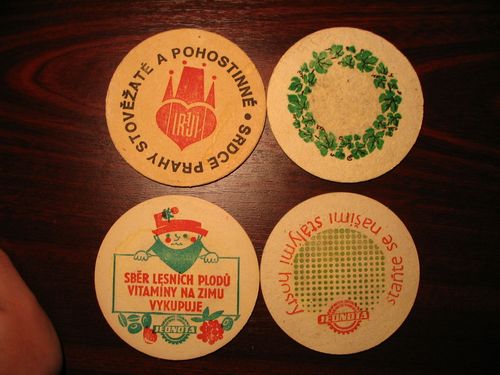 SRDCE PRAHY STOVĚŽATÉ A POHOSTINNÉ •
SBĚR LESNÍCH PLODŮ
VITAMÍNY NA ZIMU
VYKUPUJE
JEDNOTA
staňte se našimi stálými hosty
JEDNOTA